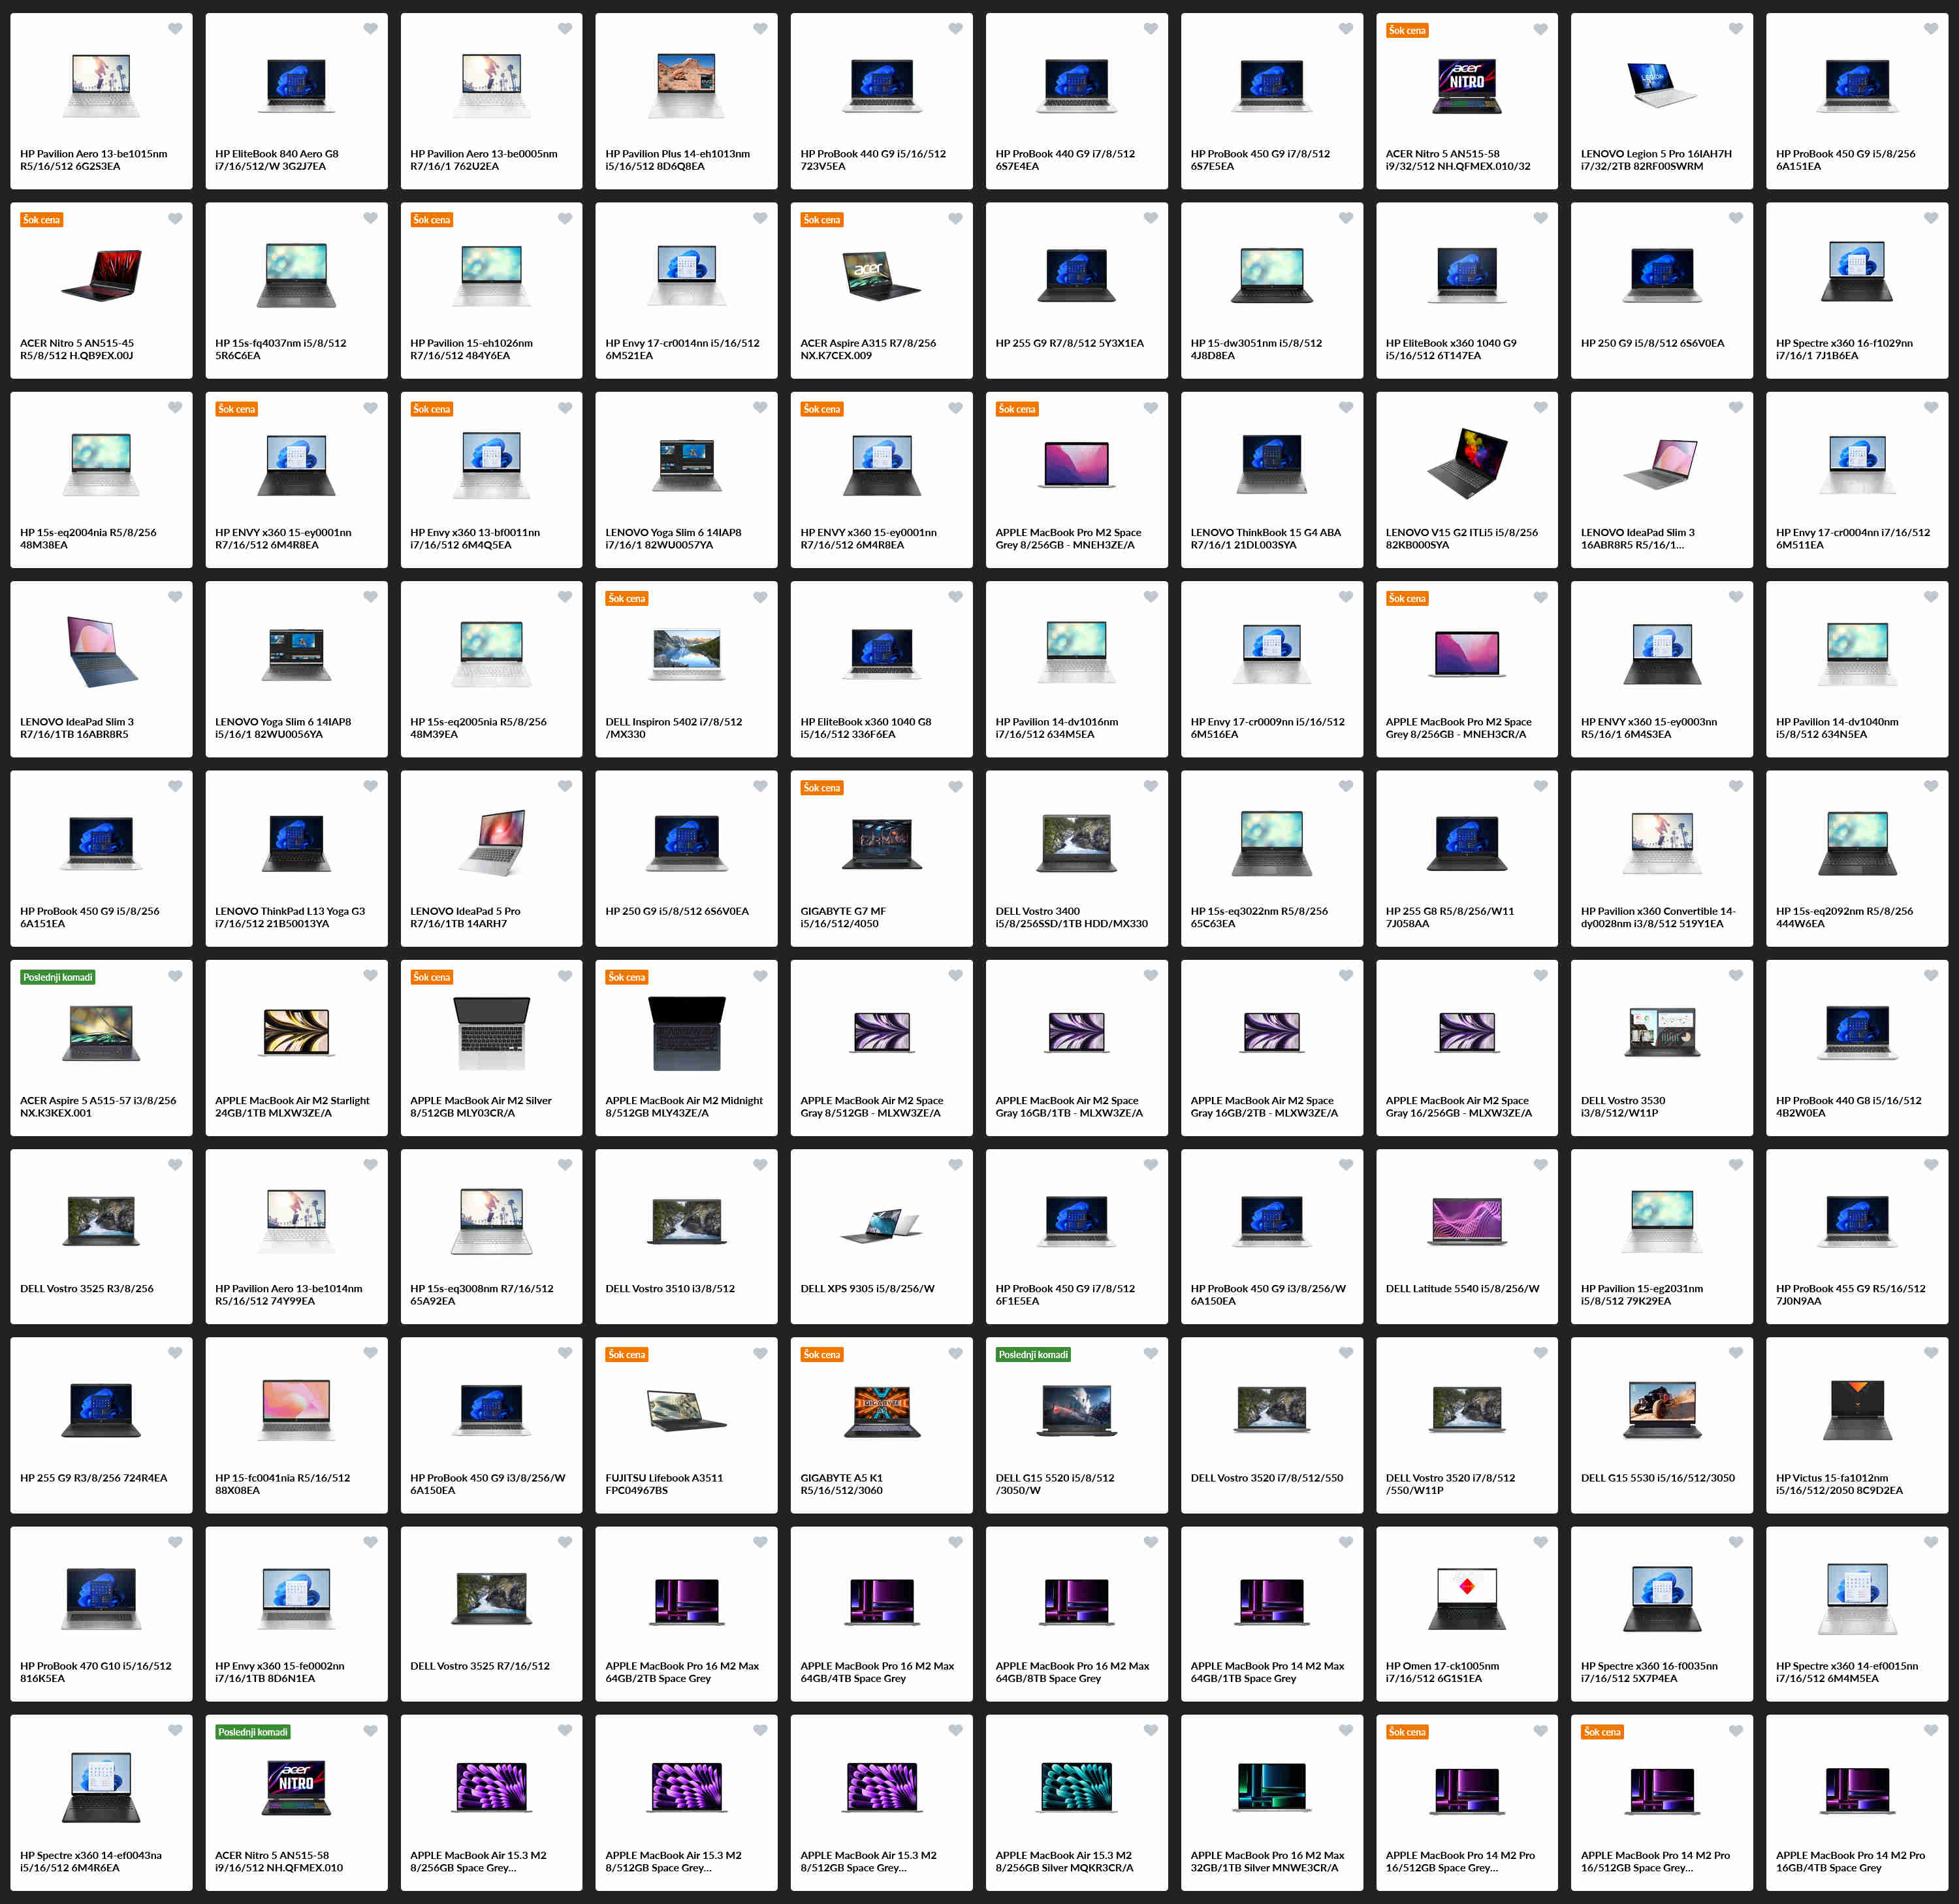 HP Pavilion Aero 13-be1015nm
R5/16/512 6G2S3EA
HP EliteBook 840 Aero G8
i7/16/512/W 3G2J7EA
HP Pavilion Aero 13-be0005nm
R7/16/1 762U2EA
HP Pavilion Plus 14-eh1013nm
i5/16/512 8D6Q8EA
HP ProBook 440 G9 i5/16/512
723V5EA
HP ProBook 440 G9 i7/8/512
6S7E4EA
HP ProBook 450 G9 i7/8/512
6S7E5EA
Šok cena
acer
NITRO
ACER Nitro 5 AN515-58
i9/32/512 NH.QFMEX.010/32
LEGION
LENOVO Legion 5 Pro 16IAH7H
i7/32/2TB 82RF00SWRM
HP ProBook 450 G9 i5/8/256
6A151EA
Šok cena
ACER Nitro 5 AN515-45
R5/8/512 H.QB9EX.00J
HP 15s-fq4037nm i5/8/512
5R6C6EA
Šok cena
HP Pavilion 15-eh1026nm
R7/16/512 484Y6EA
HP Envy 17-cr0014nn i5/16/512
6M521EA
Šok cena
acer
ACER Aspire A315 R7/8/256
NX.K7CEX.009
HP 255 G9 R7/8/512 5Y3X1EA
HP 15-dw3051nm i5/8/512
4J8D8EA
HP EliteBook x360 1040 G9
i5/16/512 6T147EA
HP 250 G9 i5/8/512 6S6V0EA
HP Spectre x360 16-f1029nn
i7/16/1 7J1B6EA
HP 15s-eq2004nia R5/8/256
48M38EA
Šok cena
HP ENVY x360 15-ey0001nn
R7/16/512 6M4R8EA
Šok cena
HP Envy x360 13-bf0011nn
i7/16/512 6M4Q5EA
LENOVO Yoga Slim 6 14IAP8
i7/16/1 82WU0057YA
Šok cena
HP ENVY x360 15-ey0001nn
R7/16/512 6M4R8EA
Šok cena
APPLE MacBook Pro M2 Space
Grey 8/256GB - MNEH3ZE/A
LENOVO ThinkBook 15 G4 ABA
R7/16/1 21DL003SYA
LENOVO V15 G2 ITLi5 i5/8/256
82KB000SYA
LENOVO IdeaPad Slim 3
16ABR8R5 R5/16/1...
HP Envy 17-cr0004nn i7/16/512
6M511EA
LENOVO IdeaPad Slim 3
R7/16/1TB 16ABR8R5
LENOVO Yoga Slim 6 14IAP8
i5/16/1 82WU0056YA
HP 15s-eq2005nia R5/8/256
48M39EA
Šok cena
DELL Inspiron 5402 i7/8/512
/MX330
HP EliteBook x360 1040 G8
i5/16/512 336F6EA
HP Pavilion 14-dv1016nm
i7/16/512 634M5EA
HP Envy 17-cr0009nn i5/16/512
6M516EA
Šok cena
APPLE MacBook Pro M2 Space
Grey 8/256GB - MNEH3CR/A
HP ENVY x360 15-ey0003nn
R5/16/1 6M4S3EA
HP Pavilion 14-dv1040nm
i5/8/512 634N5EA
HP ProBook 450 G9 i5/8/256
6A151EA
LENOVO ThinkPad L13 Yoga G3
i7/16/512 21B50013YA
LENOVO IdeaPad 5 Pro
R7/16/1TB 14ARH7
HP 250 G9 i5/8/512 6S6V0EA
Šok cena
GIGABYTE G7 MF
i5/16/512/4050
DELL Vostro 3400
i5/8/256SSD/1TB HDD/MX330
HP 15s-eq3022nm R5/8/256
65C63EA
HP 255 G8 R5/8/256/W11
7J058AA
HP Pavilion x360 Convertible 14-
dy0028nm i3/8/512 519Y1EA
HP 15s-eq2092nm R5/8/256
444W6EA
Poslednji komadi
ACER Aspire 5 A515-57 i3/8/256
NX.K3KEX.001
APPLE MacBook Air M2 Starlight
24GB/1TB MLXW3ZE/A
Šok cena
APPLE MacBook Air M2 Silver
8/512GB MLY03CR/A
Šok cena
APPLE MacBook Air M2 Midnight
8/512GB MLY43ZE/A
APPLE MacBook Air M2 Space
Gray 8/512GB - MLXW3ZE/A
APPLE MacBook Air M2 Space
Gray 16GB/1TB - MLXW3ZE/A
APPLE MacBook Air M2 Space
Gray 16GB/2TB - MLXW3ZE/A
APPLE MacBook Air M2 Space
Gray 16/256GB - MLXW3ZE/A
DELL Vostro 3530
i3/8/512/W11P
HP ProBook 440 G8 i5/16/512
4B2W0EA
DELL Vostro 3525 R3/8/256
HP Pavilion Aero 13-be1014nm
R5/16/512 74Y99EA
HP 15s-eq3008nm R7/16/512
65A92EA
DELL Vostro 3510 i3/8/512
DELL XPS 9305 i5/8/256/W
HP ProBook 450 G9 i7/8/512
6F1E5EA
HP ProBook 450 G9 i3/8/256/W
6A150EA
DELL Latitude 5540 i5/8/256/W
HP Pavilion 15-eg2031nm
i5/8/512 79K29EA
HP ProBook 455 G9 R5/16/512
7J0N9AA
HP 255 G9 R3/8/256 724R4EA
HP 15-fc0041nia R5/16/512
88X08EA
HP ProBook 450 G9 i3/8/256/W
6A150EA
Šok cena
FUJITSU Lifebook A3511
FPC04967BS
Šok cena
GIGABYTE
GIGABYTE A5 K1
R5/16/512/3060
Poslednji komadi
DELL G15 5520 i5/8/512
/3050/W
DELL Vostro 3520 i7/8/512/550
DELL Vostro 3520 i7/8/512
/550/W11P
DELL G15 5530 i5/16/512/3050
HP Victus 15-fa1012nm
i5/16/512/2050 8C9D2EA
HP ProBook 470 G10 i5/16/512
816K5EA
HP Envy x360 15-fe0002nn
i7/16/1TB 8D6N1EA
DELL Vostro 3525 R7/16/512
APPLE MacBook Pro 16 M2 Max
64GB/2TB Space Grey
APPLE MacBook Pro 16 M2 Max
64GB/4TB Space Grey
APPLE MacBook Pro 16 M2 Max
64GB/8TB Space Grey
APPLE MacBook Pro 14 M2 Max
64GB/1TB Space Grey
HP Omen 17-ck1005nm
i7/16/512 6G1S1EA
HP Spectre x360 16-f0035nn
i7/16/512 5X7P4EA
HP Spectre x360 14-ef0015nn
i7/16/512 6M4M5EA
HP Spectre x360 14-ef0043na
i5/16/512 6M4R6EA
Poslednji komadi
acer
NITRO
ACER Nitro 5 AN515-58
i9/16/512 NH.QFMEX.010
APPLE MacBook Air 15.3 M2
8/256GB Space Grey...
APPLE MacBook Air 15.3 M2
8/512GB Space Grey...
APPLE MacBook Air 15.3 M2
8/512GB Space Grey...
APPLE MacBook Air 15.3 M2
8/256GB Silver MQKR3CR/A
APPLE MacBook Pro 16 M2 Max
32GB/1TB Silver MNWE3CR/A
Šok cena
APPLE MacBook Pro 14 M2 Pro
16/512GB Space Grey...
Šok cena
APPLE MacBook Pro 14 M2 Pro
16/512GB Space Grey...
APPLE MacBook Pro 14 M2 Pro
16GB/4TB Space Grey